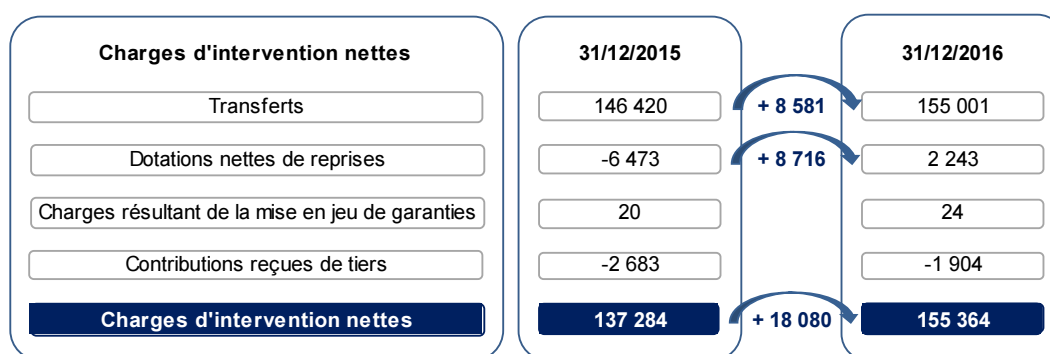 Charges d'intervention nettes 31/12/2015 31/12/2016
Transferts 146 420 + 8 581 155 001
Dotations nettes de reprises -6 473 + 8 716 2 243
Charges résultant de la mise en jeu de garanties 20 24
Contributions reçues de tiers -2 683 -1 904
Charges d'intervention nettes 137 284 + 18 080 155 364